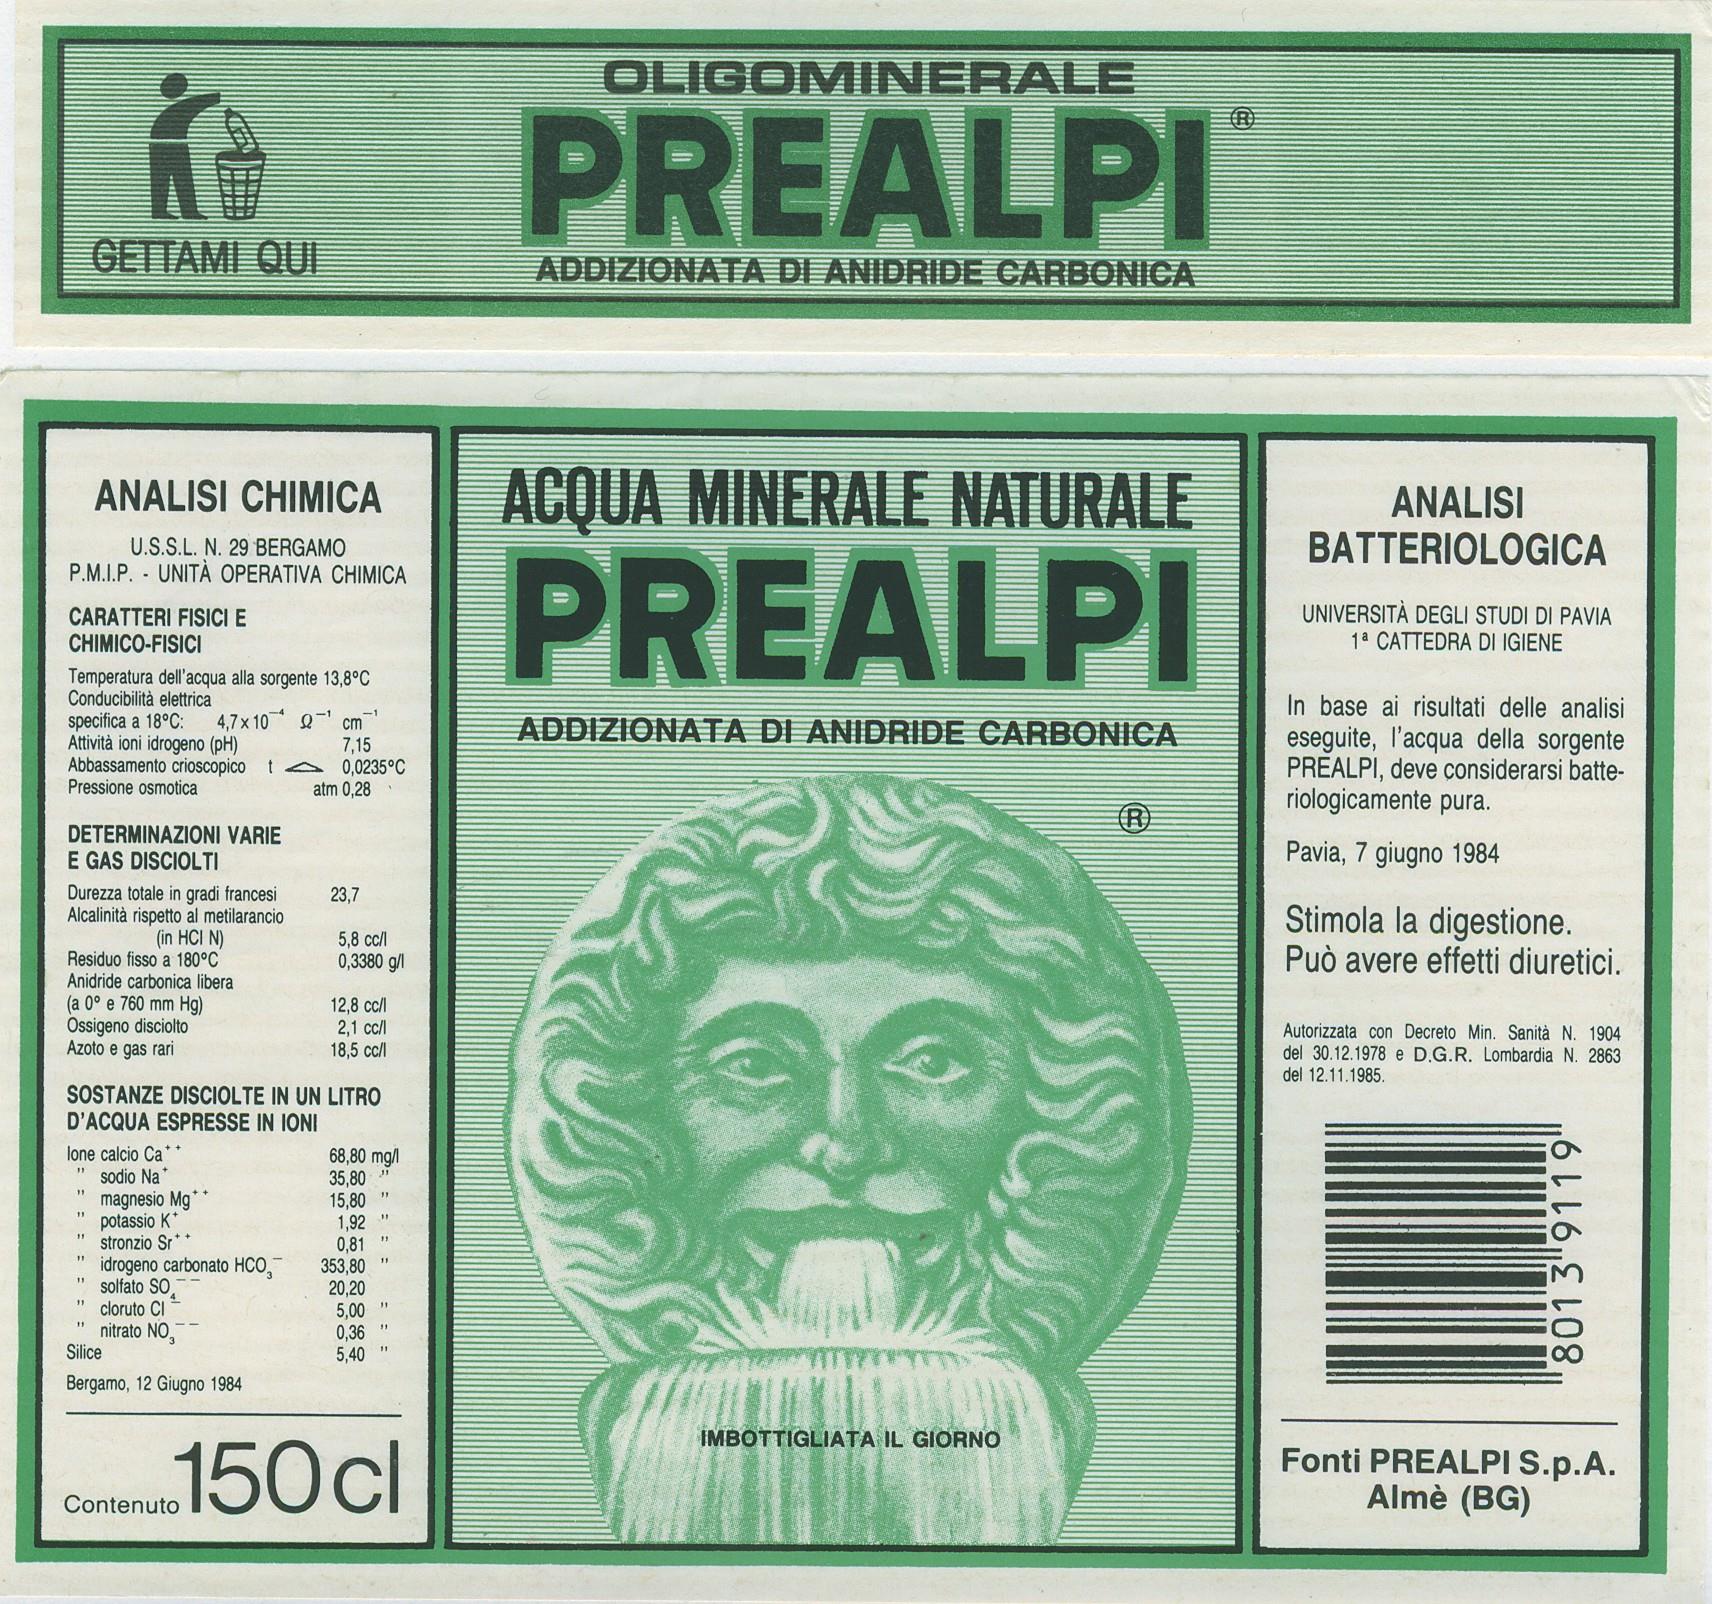 OLIGOMINERALE
PREALPI ®
ADDIZIONATA DI ANIDRIDE CARBONICA
GETTAMI QUI
ANALISI CHIMICA
U.S.S.L. N. 29 BERGAMO
P.M.I.P. - UNITÀ OPERATIVA CHIMICA
CARATTERI FISICI E
CHIMICO-FISICI
Temperatura dell'acqua alla sorgente 13,8°C
Conducibilità elettrica
specifica a 18°C: 4,7x10⁻⁴ Ω⁻¹ cm⁻¹
Attività ioni idrogeno (pH) 7,15
Abbassamento crioscopico t △ 0,0235°C
Pressione osmotica atm 0,28
DETERMINAZIONI VARIE
E GAS DISCIOLTI
Durezza totale in gradi francesi 23,7
Alcalinità rispetto al metilarancio
(in HCl N) 5,8 cc/l
Residuo fisso a 180°C 0,3380 g/l
Anidride carbonica libera
(a 0° e 760 mm Hg) 12,8 cc/l
Ossigeno disciolto 2,1 cc/l
Azoto e gas rari 18,5 cc/l
SOSTANZE DISCIOLTE IN UN LITRO
D'ACQUA ESPRESSE IN IONI
Ione calcio Ca⁺⁺ 68,80 mg/l
" sodio Na⁺ 35,80 "
" magnesio Mg⁺⁺ 15,80 "
" potassio K⁺ 1,92 "
" stronzio Sr⁺⁺ 0,81 "
" idrogeno carbonato HCO₃⁻ 353,80 "
" solfato SO₄⁻⁻ 20,20
" cloruto Cl⁻ 5,00 "
" nitrato NO₃⁻⁻ 0,36 "
Silice 5,40 "
Bergamo, 12 Giugno 1984
Contenuto 150 cl
ACQUA MINERALE NATURALE
PREALPI
ADDIZIONATA DI ANIDRIDE CARBONICA
®
IMBOTTIGLIATA IL GIORNO
ANALISI
BATTERIOLOGICA
UNIVERSITÀ DEGLI STUDI DI PAVIA
1ª CATTEDRA DI IGIENE
In base ai risultati delle analisi
eseguite, l'acqua della sorgente
PREALPI, deve considerarsi batte-
riologicamente pura.
Pavia, 7 giugno 1984
Stimola la digestione.
Può avere effetti diuretici.
Autorizzata con Decreto Min. Sanità N. 1904
del 30.12.1978 e D.G.R. Lombardia N. 2863
del 12.11.1985.
80139119
Fonti PREALPI S.p.A.
Almè (BG)